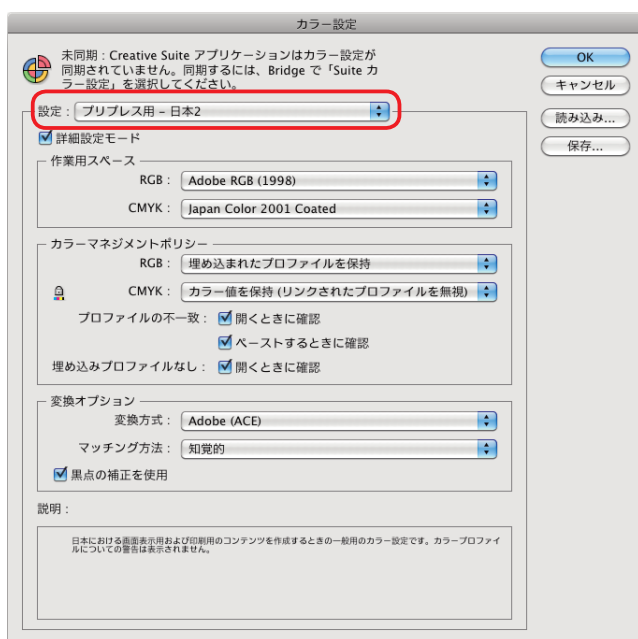 カラー設定
未同期：Creative Suite アプリケーションはカラー設定が
同期されていません。同期するには、Bridge で「Suite カ
ラー設定」を選択してください。
OK
キャンセル
読み込み...
保存...
設定： プリプレス用 – 日本2
詳細設定モード
作業用スペース
RGB： Adobe RGB (1998)
CMYK： Japan Color 2001 Coated
カラーマネジメントポリシー
RGB： 埋め込まれたプロファイルを保持
CMYK： カラー値を保持 (リンクされたプロファイルを無視)
プロファイルの不一致： 開くときに確認
ペーストするときに確認
埋め込みプロファイルなし： 開くときに確認
変換オプション
変換方式： Adobe (ACE)
マッチング方法： 知覚的
黒点の補正を使用
説明：
日本における画面表示用および印刷用のコンテンツを作成するときの一般用のカラー設定です。カラープロファイ
ルについての警告は表示されません。